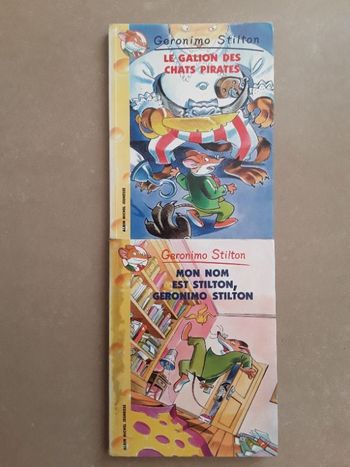 Geronimo Stilton
LE GALION DES
CHATS PIRATES
ALBIN MICHEL JEUNESSE
Geronimo Stilton
MON NOM
EST STILTON,
GERONIMO STILTON
ALBIN MICHEL JEUNESSE